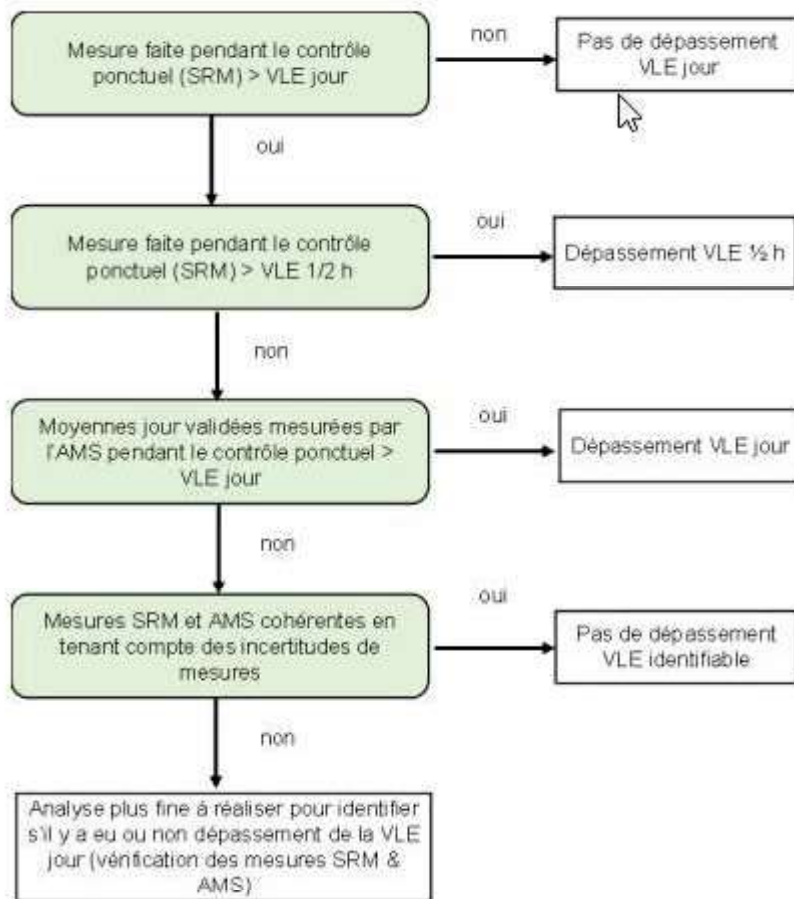 Mesure faite pendant le contrôle
ponctuel (SRM) > VLE jour
non
Pas de dépassement
VLE jour
oui
Mesure faite pendant le contrôle
ponctuel (SRM) > VLE 1/2 h
oui
Dépassement VLE ½ h
non
Moyennes jour validées mesurées par
l'AMS pendant le contrôle ponctuel >
VLE jour
oui
Dépassement VLE jour
non
Mesures SRM et AMS cohérentes en
tenant compte des incertitudes de
mesures
oui
Pas de dépassement
VLE identifiable
non
Analyse plus fine à réaliser pour identifier
s'il y a eu ou non dépassement de la VLE
jour (vérification des mesures SRM &
AMS)